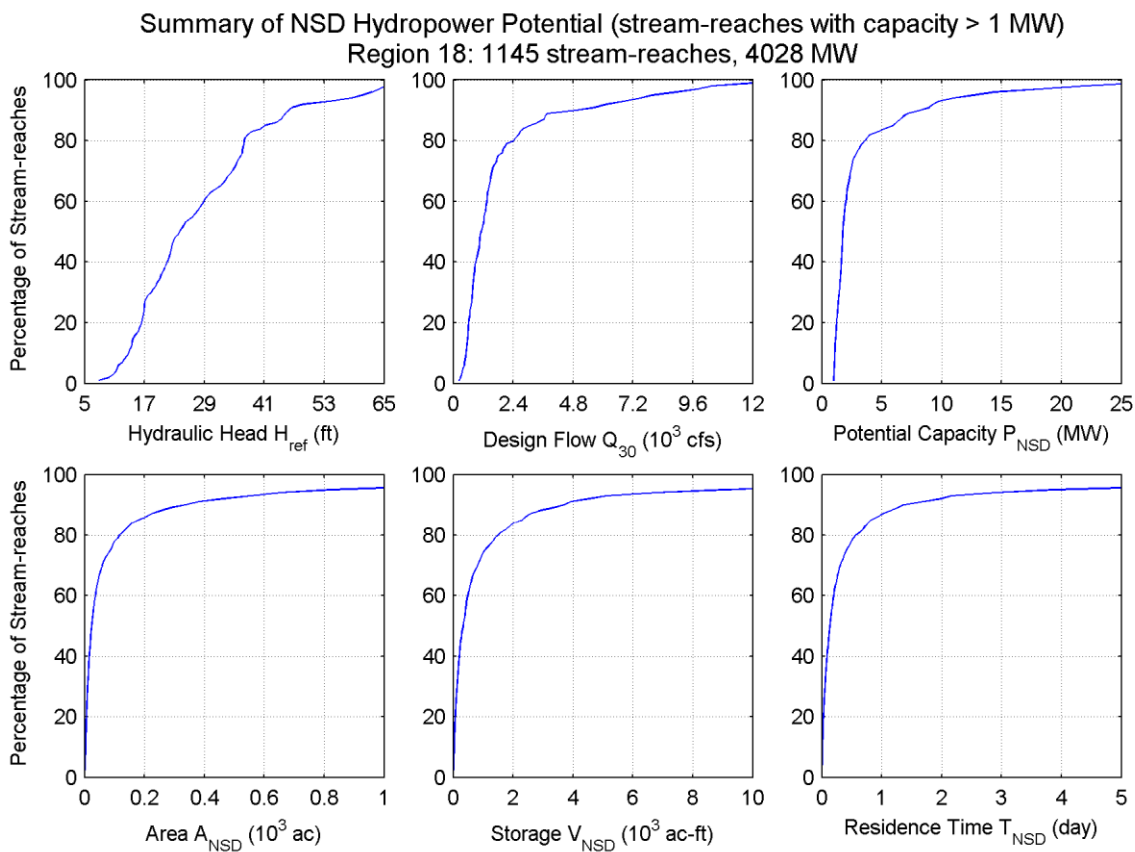 Summary of NSD Hydropower Potential (stream-reaches with capacity > 1 MW)
Region 18: 1145 stream-reaches, 4028 MW
Percentage of Stream-reaches
100
80
60
40
20
0
5 17 29 41 53 65
Hydraulic Head H_ref (ft)
100
80
60
40
20
0
0 2.4 4.8 7.2 9.6 12
Design Flow Q_30 (10^3 cfs)
100
80
60
40
20
0
0 5 10 15 20 25
Potential Capacity P_NSD (MW)
Percentage of Stream-reaches
100
80
60
40
20
0
0 0.2 0.4 0.6 0.8 1
Area A_NSD (10^3 ac)
100
80
60
40
20
0
0 2 4 6 8 10
Storage V_NSD (10^3 ac-ft)
100
80
60
40
20
0
0 1 2 3 4 5
Residence Time T_NSD (day)